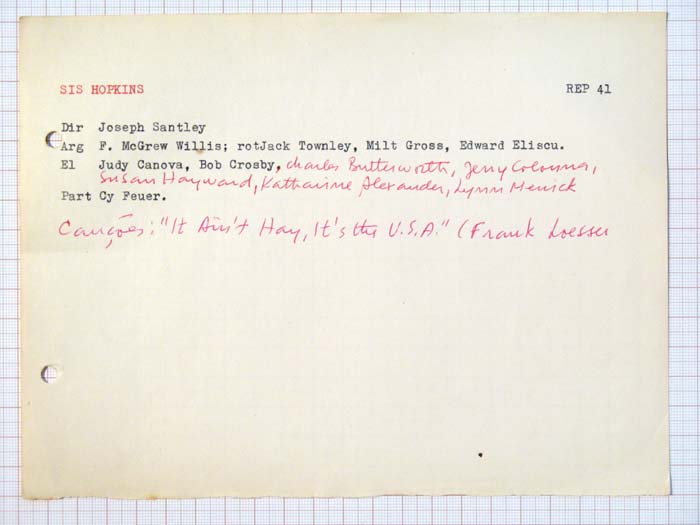 SIS HOPKINS REP 41
Dir Joseph Santley
Arg F. McGrew Willis; rotJack Townley, Milt Gross, Edward Eliscu.
El Judy Canova, Bob Crosby, Charles Butterworth, Jerry Colonna,
Susan Hayward, Katharine Alexander, Lynn Merrick
Part Cy Feuer.
Canções: "It Ain't Hay, It's the U.S.A." (Frank Loesser